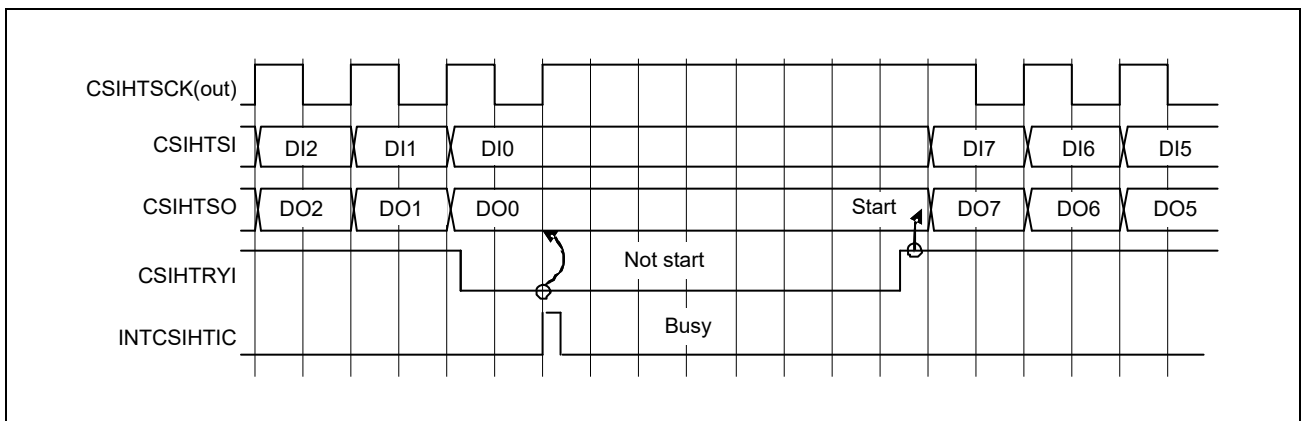 CSIHTSCK(out)
CSIHTSI DI2 DI1 DI0 DI7 DI6 DI5
CSIHTSO DO2 DO1 DO0 Start DO7 DO6 DO5
CSIHTRYI Not start
INTCSIHTIC Busy